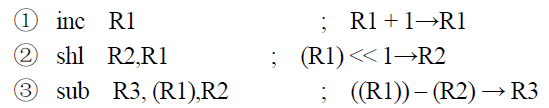 ① inc R1 ; R1 + 1→R1
② shl R2,R1 ; (R1) << 1→R2
③ sub R3, (R1),R2 ; ((R1)) – (R2) → R3